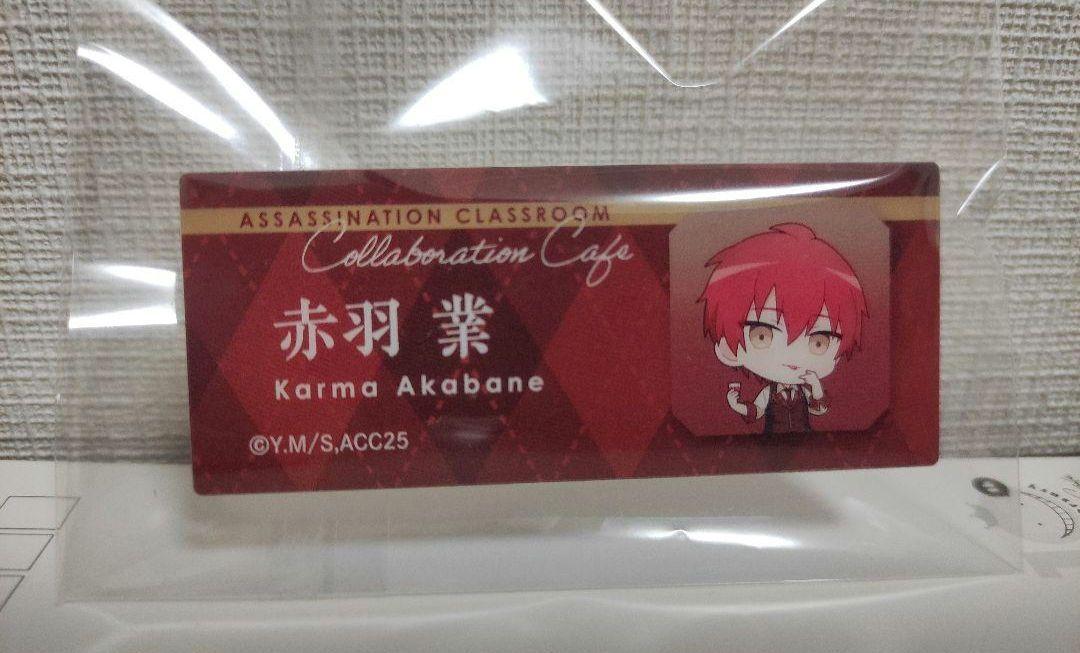 ASSASSINATION CLASSROOM
Collaboration Cafe
赤羽 業
Karma Akabane
©Y.M/S,ACC25